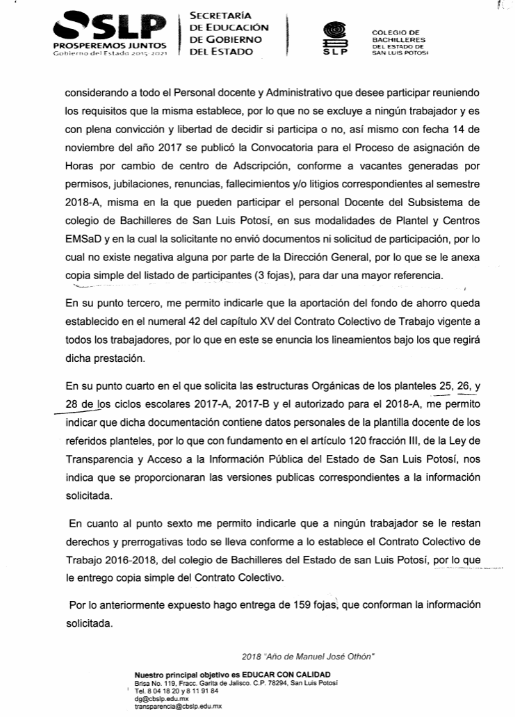 SLP
PROSPEREMOS JUNTOS
Gobierno del Estado 2015-2021
SECRETARÍA
DE EDUCACIÓN
DE GOBIERNO
DEL ESTADO
SLP
COLEGIO DE
BACHILLERES
DEL ESTADO DE
SAN LUIS POTOSI
considerando a todo el Personal docente y Administrativo que desee participar reuniendo
los requisitos que la misma establece, por lo que no se excluye a ningún trabajador y es
con plena convicción y libertad de decidir si participa o no, así mismo con fecha 14 de
noviembre del año 2017 se publicó la Convocatoria para el Proceso de asignación de
Horas por cambio de centro de Adscripción, conforme a vacantes generadas por
permisos, jubilaciones, renuncias, fallecimientos y/o litigios correspondientes al semestre
2018-A, misma en la que pueden participar el personal Docente del Subsistema de
colegio de Bachilleres de San Luis Potosí, en sus modalidades de Plantel y Centros
EMSaD y en la cual la solicitante no envió documentos ni solicitud de participación, por lo
cual no existe negativa alguna por parte de la Dirección General, por lo que se le anexa
copia simple del listado de participantes (3 fojas), para dar una mayor referencia.
En su punto tercero, me permito indicarle que la aportación del fondo de ahorro queda
establecido en el numeral 42 del capítulo XV del Contrato Colectivo de Trabajo vigente a
todos los trabajadores, por lo que en este se enuncia los lineamientos bajo los que regirá
dicha prestación.
En su punto cuarto en el que solicita las estructuras Orgánicas de los planteles 25, 26, y
28 de los ciclos escolares 2017-A, 2017-B y el autorizado para el 2018-A, me permito
indicar que dicha documentación contiene datos personales de la plantilla docente de los
referidos planteles, por lo que con fundamento en el artículo 120 fracción III, de la Ley de
Transparencia y Acceso a la Información Pública del Estado de San Luis Potosí, nos
indica que se proporcionaran las versiones publicas correspondientes a la información
solicitada.
En cuanto al punto sexto me permito indicarle que a ningún trabajador se le restan
derechos y prerrogativas todo se lleva conforme a lo establece el Contrato Colectivo de
Trabajo 2016-2018, del colegio de Bachilleres del Estado de san Luis Potosí, por lo que
le entrego copia simple del Contrato Colectivo.
Por lo anteriormente expuesto hago entrega de 159 fojas, que conforman la información
solicitada.
2018 "Año de Manuel José Othón"
Nuestro principal objetivo es EDUCAR CON CALIDAD
Brisa No. 119, Fracc. Garita de Jalisco. C.P. 78294, San Luis Potosí
Tel. 8 04 18 20 y 8 11 91 84
dg@cbslp.edu.mx
transparencia@cbslp.edu.mx